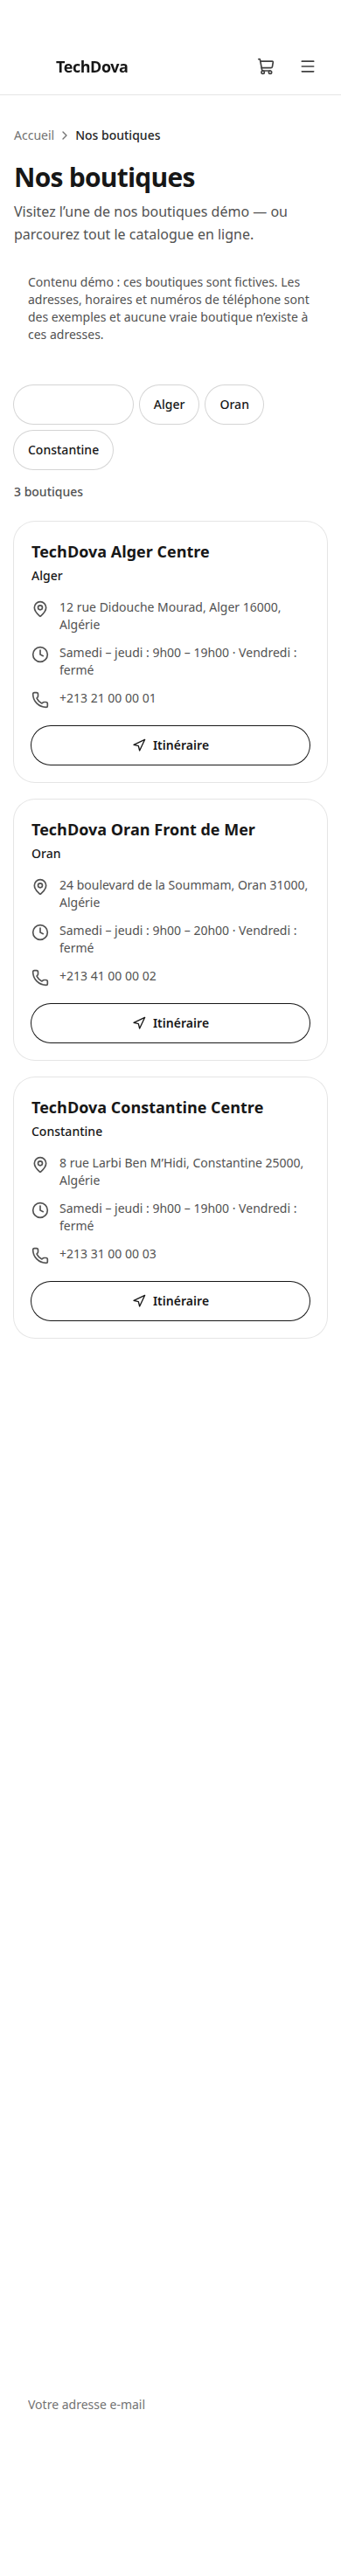 TechDova
Accueil > Nos boutiques
Nos boutiques
Visitez l’une de nos boutiques démo — ou
parcourez tout le catalogue en ligne.
Contenu démo : ces boutiques sont fictives. Les
adresses, horaires et numéros de téléphone sont
des exemples et aucune vraie boutique n’existe à
ces adresses.
Alger
Oran
Constantine
3 boutiques
TechDova Alger Centre
Alger
12 rue Didouche Mourad, Alger 16000,
Algérie
Samedi – jeudi : 9h00 – 19h00 · Vendredi :
fermé
+213 21 00 00 01
Itinéraire
TechDova Oran Front de Mer
Oran
24 boulevard de la Soummam, Oran 31000,
Algérie
Samedi – jeudi : 9h00 – 20h00 · Vendredi :
fermé
+213 41 00 00 02
Itinéraire
TechDova Constantine Centre
Constantine
8 rue Larbi Ben M’Hidi, Constantine 25000,
Algérie
Samedi – jeudi : 9h00 – 19h00 · Vendredi :
fermé
+213 31 00 00 03
Itinéraire
Votre adresse e-mail